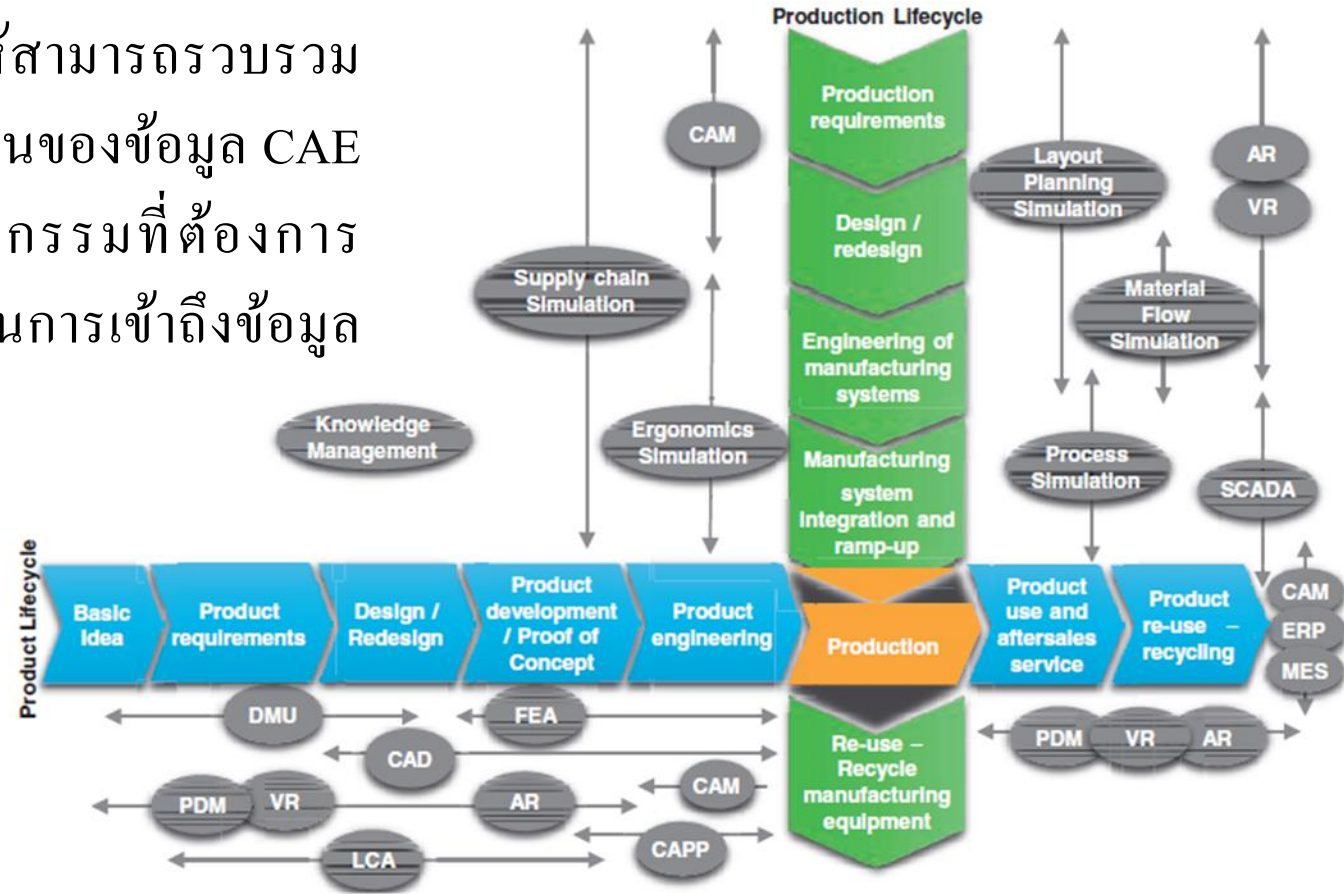 สามารถรวบรวม
ของข้อมูล CAE
กรรมที่ต้องการ
การเข้าถึงข้อมูล
Production Lifecycle
Production
requirements
Design /
redesign
Engineering of
manufacturing
systems
Manufacturing
system
integration and
ramp-up
CAM
Supply chain
Simulation
Knowledge
Management
Ergonomics
Simulation
Layout
Planning
Simulation
AR
VR
Material
Flow
Simulation
Process
Simulation
SCADA
CAM
ERP
MES
Product Lifecycle
Basic
Idea
Product
requirements
Design /
Redesign
Product
development
/ Proof of
Concept
Product
engineering
Production
Product
use and
aftersales
service
Product
re-use –
recycling
DMU
FEA
CAD
PDM
VR
AR
CAM
LCA
CAPP
Re-use –
Recycle
manufacturing
equipment
PDM
VR
AR